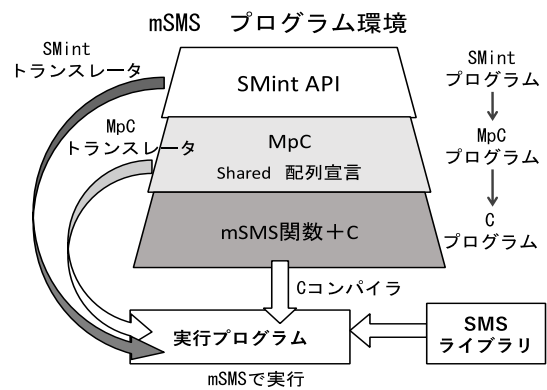 mSMS プログラム環境
SMint
トランスレータ
SMint API
SMint
プログラム
MpC
トランスレータ
MpC
Shared 配列宣言
MpC
プログラム
mSMS関数＋C
C
プログラム
Cコンパイラ
実行プログラム
SMS
ライブラリ
mSMSで実行